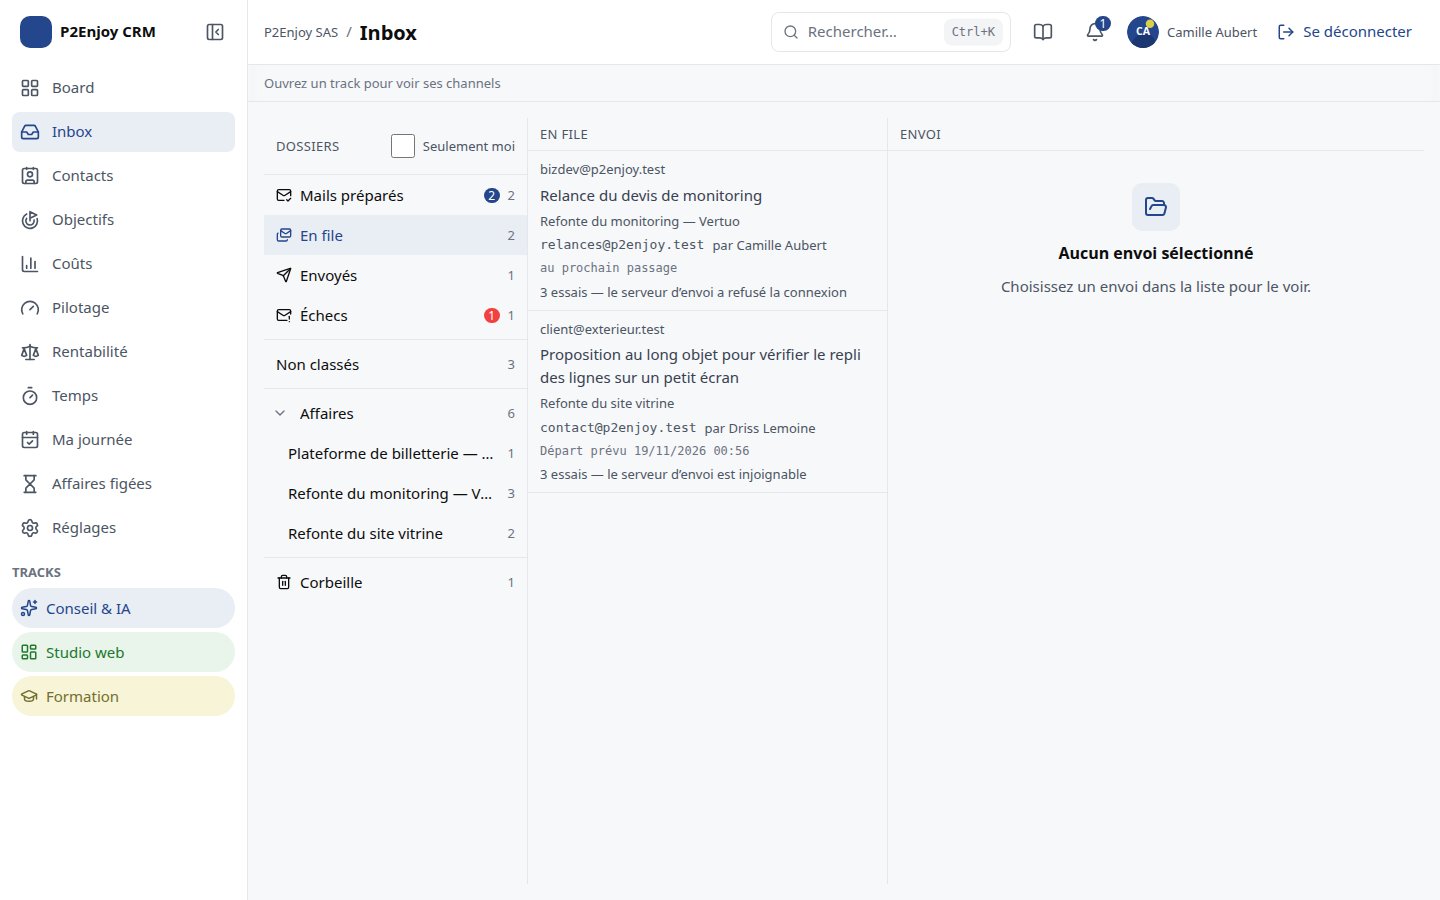 P2Enjoy CRM
P2Enjoy SAS / Inbox
Rechercher...
Ctrl+K
1
CA
Camille Aubert
Se déconnecter
Board
Inbox
Contacts
Objectifs
Coûts
Pilotage
Rentabilité
Temps
Ma journée
Affaires figées
Réglages
TRACKS
Conseil & IA
Studio web
Formation
Ouvrez un track pour voir ses channels
DOSSIERS
Seulement moi
Mails préparés 2 2
En file 2
Envoyés 1
Échecs 1 1
Non classés 3
Affaires 6
Plateforme de billetterie — ... 1
Refonte du monitoring — V... 3
Refonte du site vitrine 2
Corbeille 1
EN FILE
bizdev@p2enjoy.test
Relance du devis de monitoring
Refonte du monitoring — Vertuo
relances@p2enjoy.test par Camille Aubert
au prochain passage
3 essais — le serveur d’envoi a refusé la connexion
client@exterieur.test
Proposition au long objet pour vérifier le repli
des lignes sur un petit écran
Refonte du site vitrine
contact@p2enjoy.test par Driss Lemoine
Départ prévu 19/11/2026 00:56
3 essais — le serveur d’envoi est injoignable
ENVOI
Aucun envoi sélectionné
Choisissez un envoi dans la liste pour le voir.